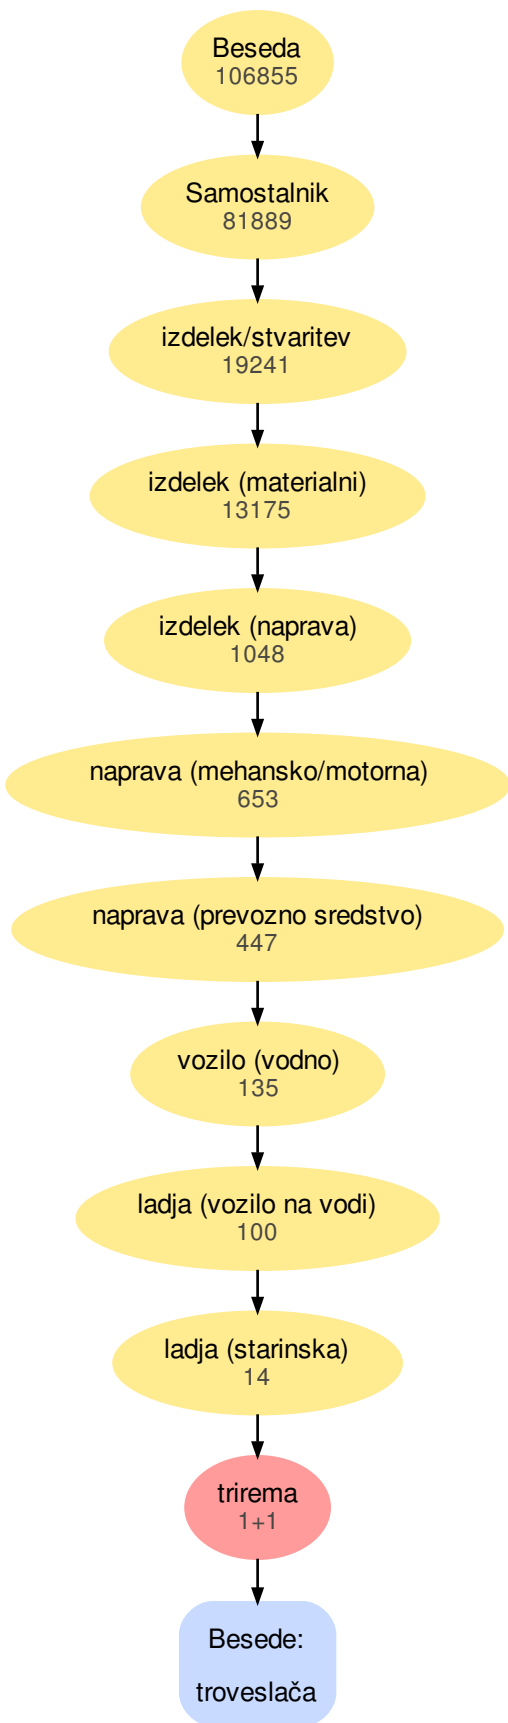 Beseda
106855
Samostalnik
81889
izdelek/stvaritev
19241
izdelek (materialni)
13175
izdelek (naprava)
1048
naprava (mehansko/motorna)
653
naprava (prevozno sredstvo)
447
vozilo (vodno)
135
ladja (vozilo na vodi)
100
ladja (starinska)
14
trirema
1+1
Besede:
troveslača